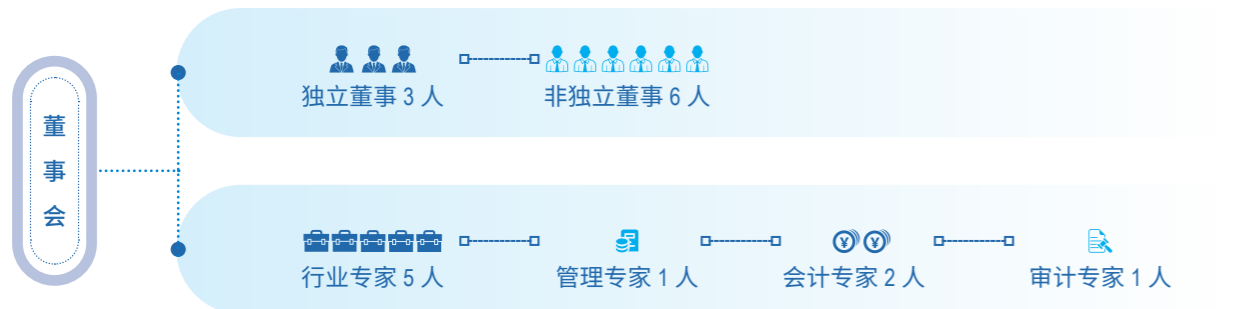 董事会
独立董事 3 人
非独立董事 6 人
行业专家 5 人
管理专家 1 人
会计专家 2 人
审计专家 1 人